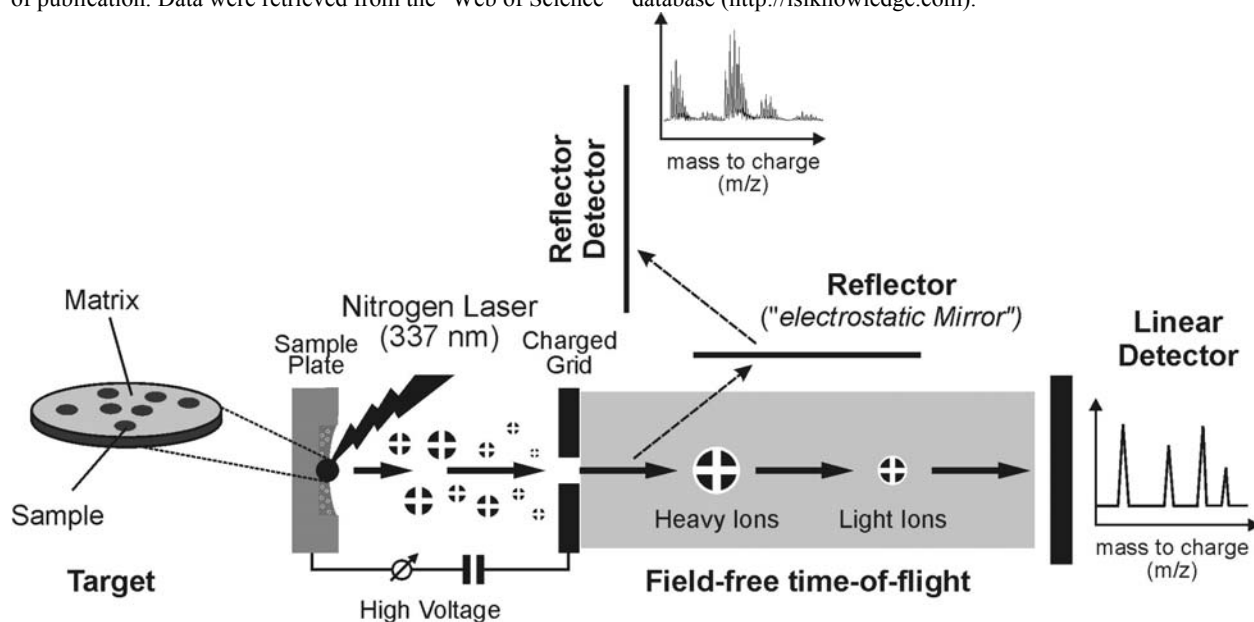 of publication. Data were retrieved from the "Web of Science" database (http://isiknowledge.com).
mass to charge
(m/z)
Reflector
Detector
Matrix
Nitrogen Laser
(337 nm)
Sample
Plate
Charged
Grid
Reflector
("electrostatic Mirror")
Linear
Detector
Sample
Heavy Ions
Light Ions
mass to charge
(m/z)
Target
High Voltage
Field-free time-of-flight